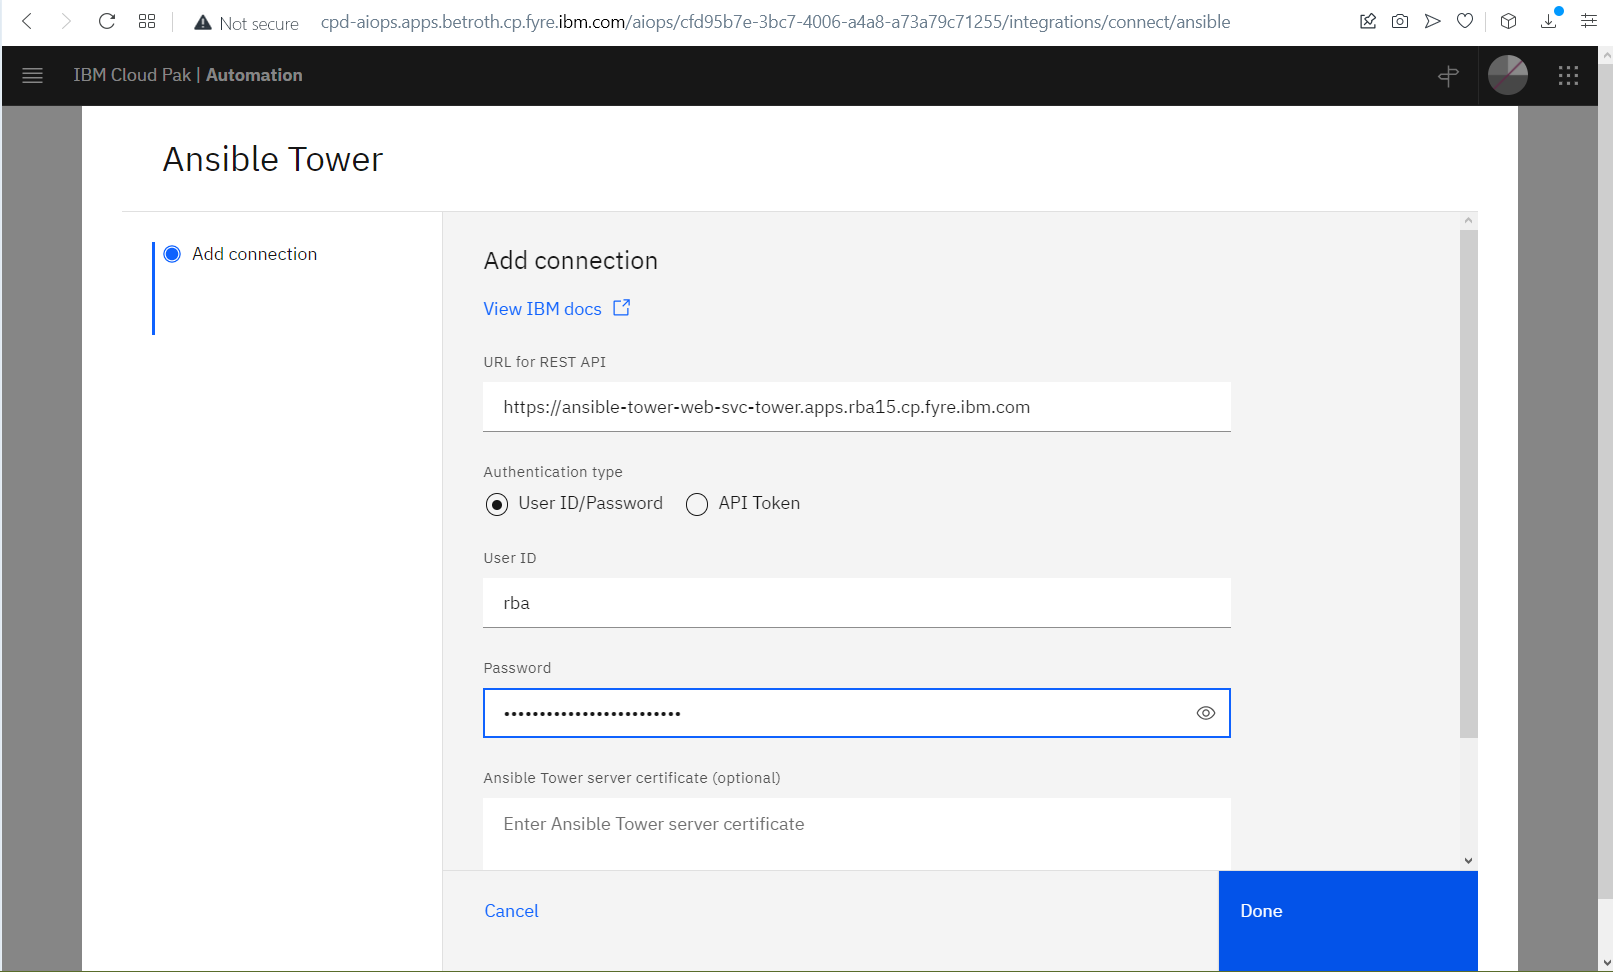 Not secure cpd-aiops.apps.betroth.cp.fyre.ibm.com/aiops/cfd95b7e-3bc7-4006-a4a8-a73a79c71255/integrations/connect/ansible
IBM Cloud Pak | Automation
Ansible Tower
Add connection
Add connection
View IBM docs
URL for REST API
https://ansible-tower-web-svc-tower.apps.rba15.cp.fyre.ibm.com
Authentication type
User ID/Password API Token
User ID
rba
Password
•••••••••••••••••••••••••
Ansible Tower server certificate (optional)
Enter Ansible Tower server certificate
Cancel Done